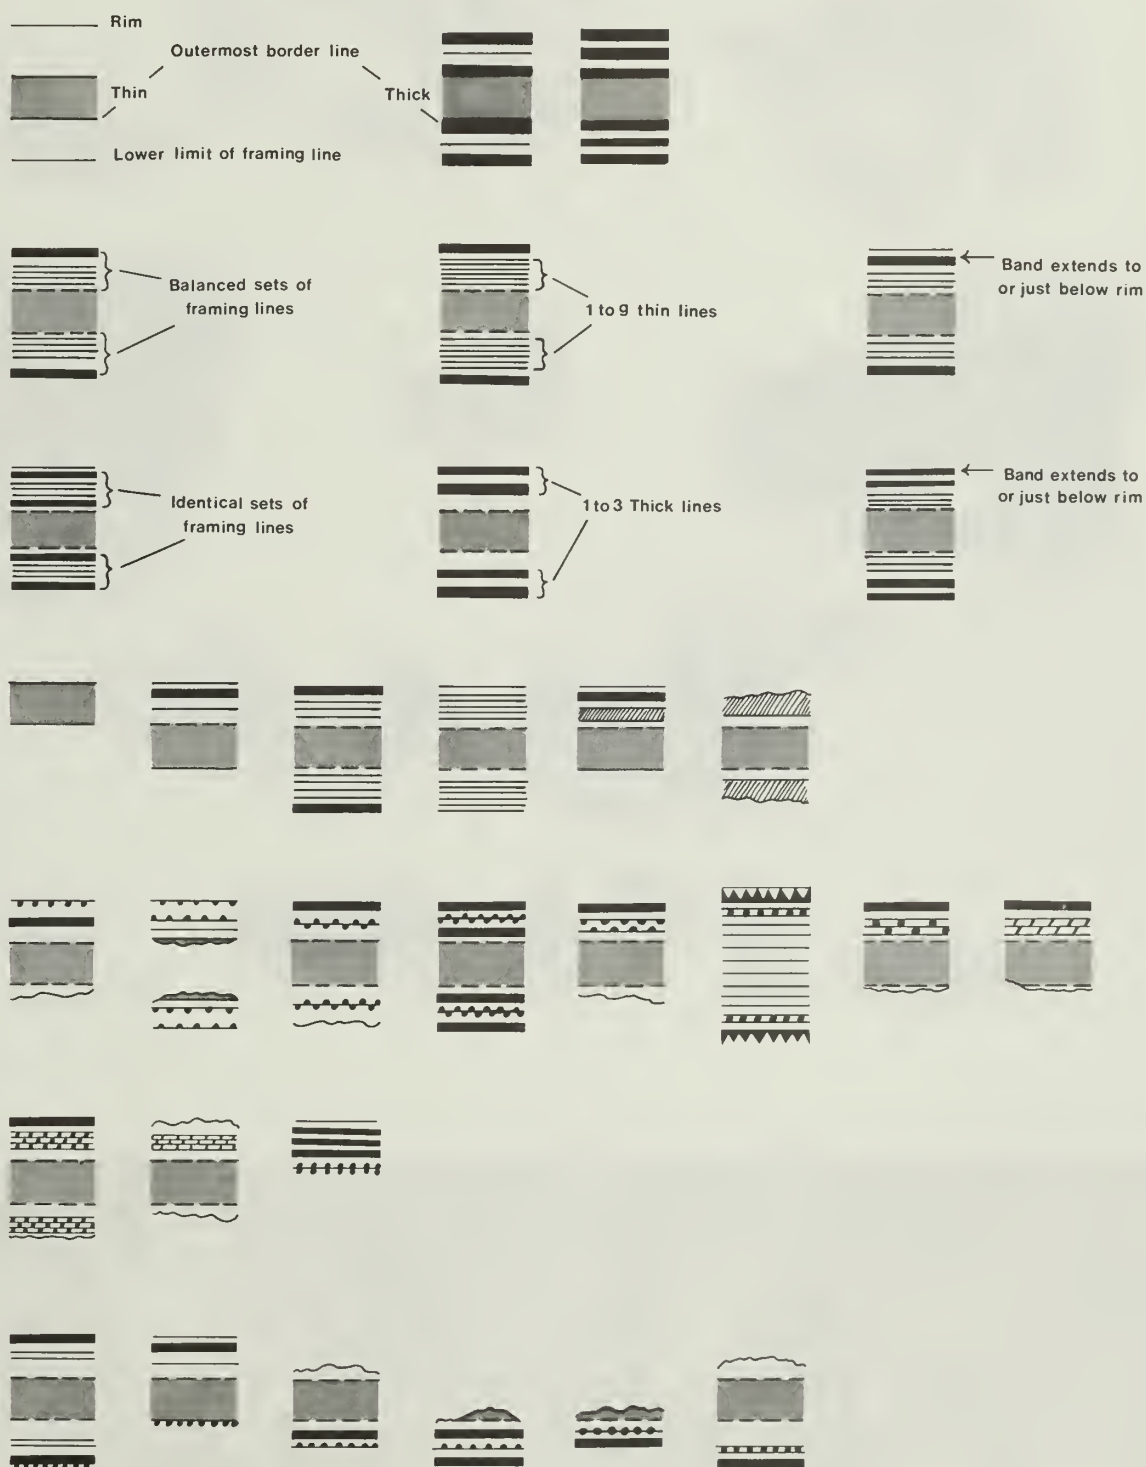 Rim
Outermost border line
Thin
Thick
Lower limit of framing line
Balanced sets of
framing lines
1 to 9 thin lines
Band extends to
or just below rim
Identical sets of
framing lines
1 to 3 Thick lines
Band extends to
or just below rim